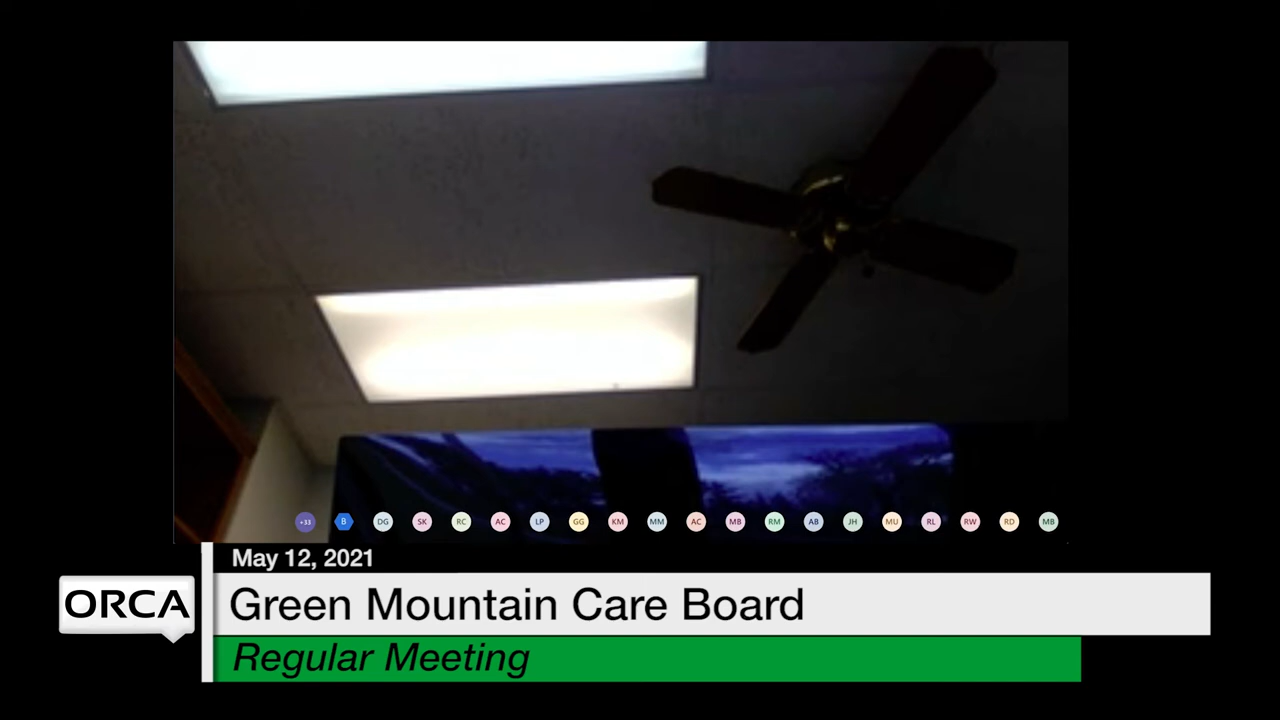 +33 B DG SK RC AC LP GG KM MM AC MB RM AB JH MU RL RW RD MB
May 12, 2021
ORCA
Green Mountain Care Board
Regular Meeting